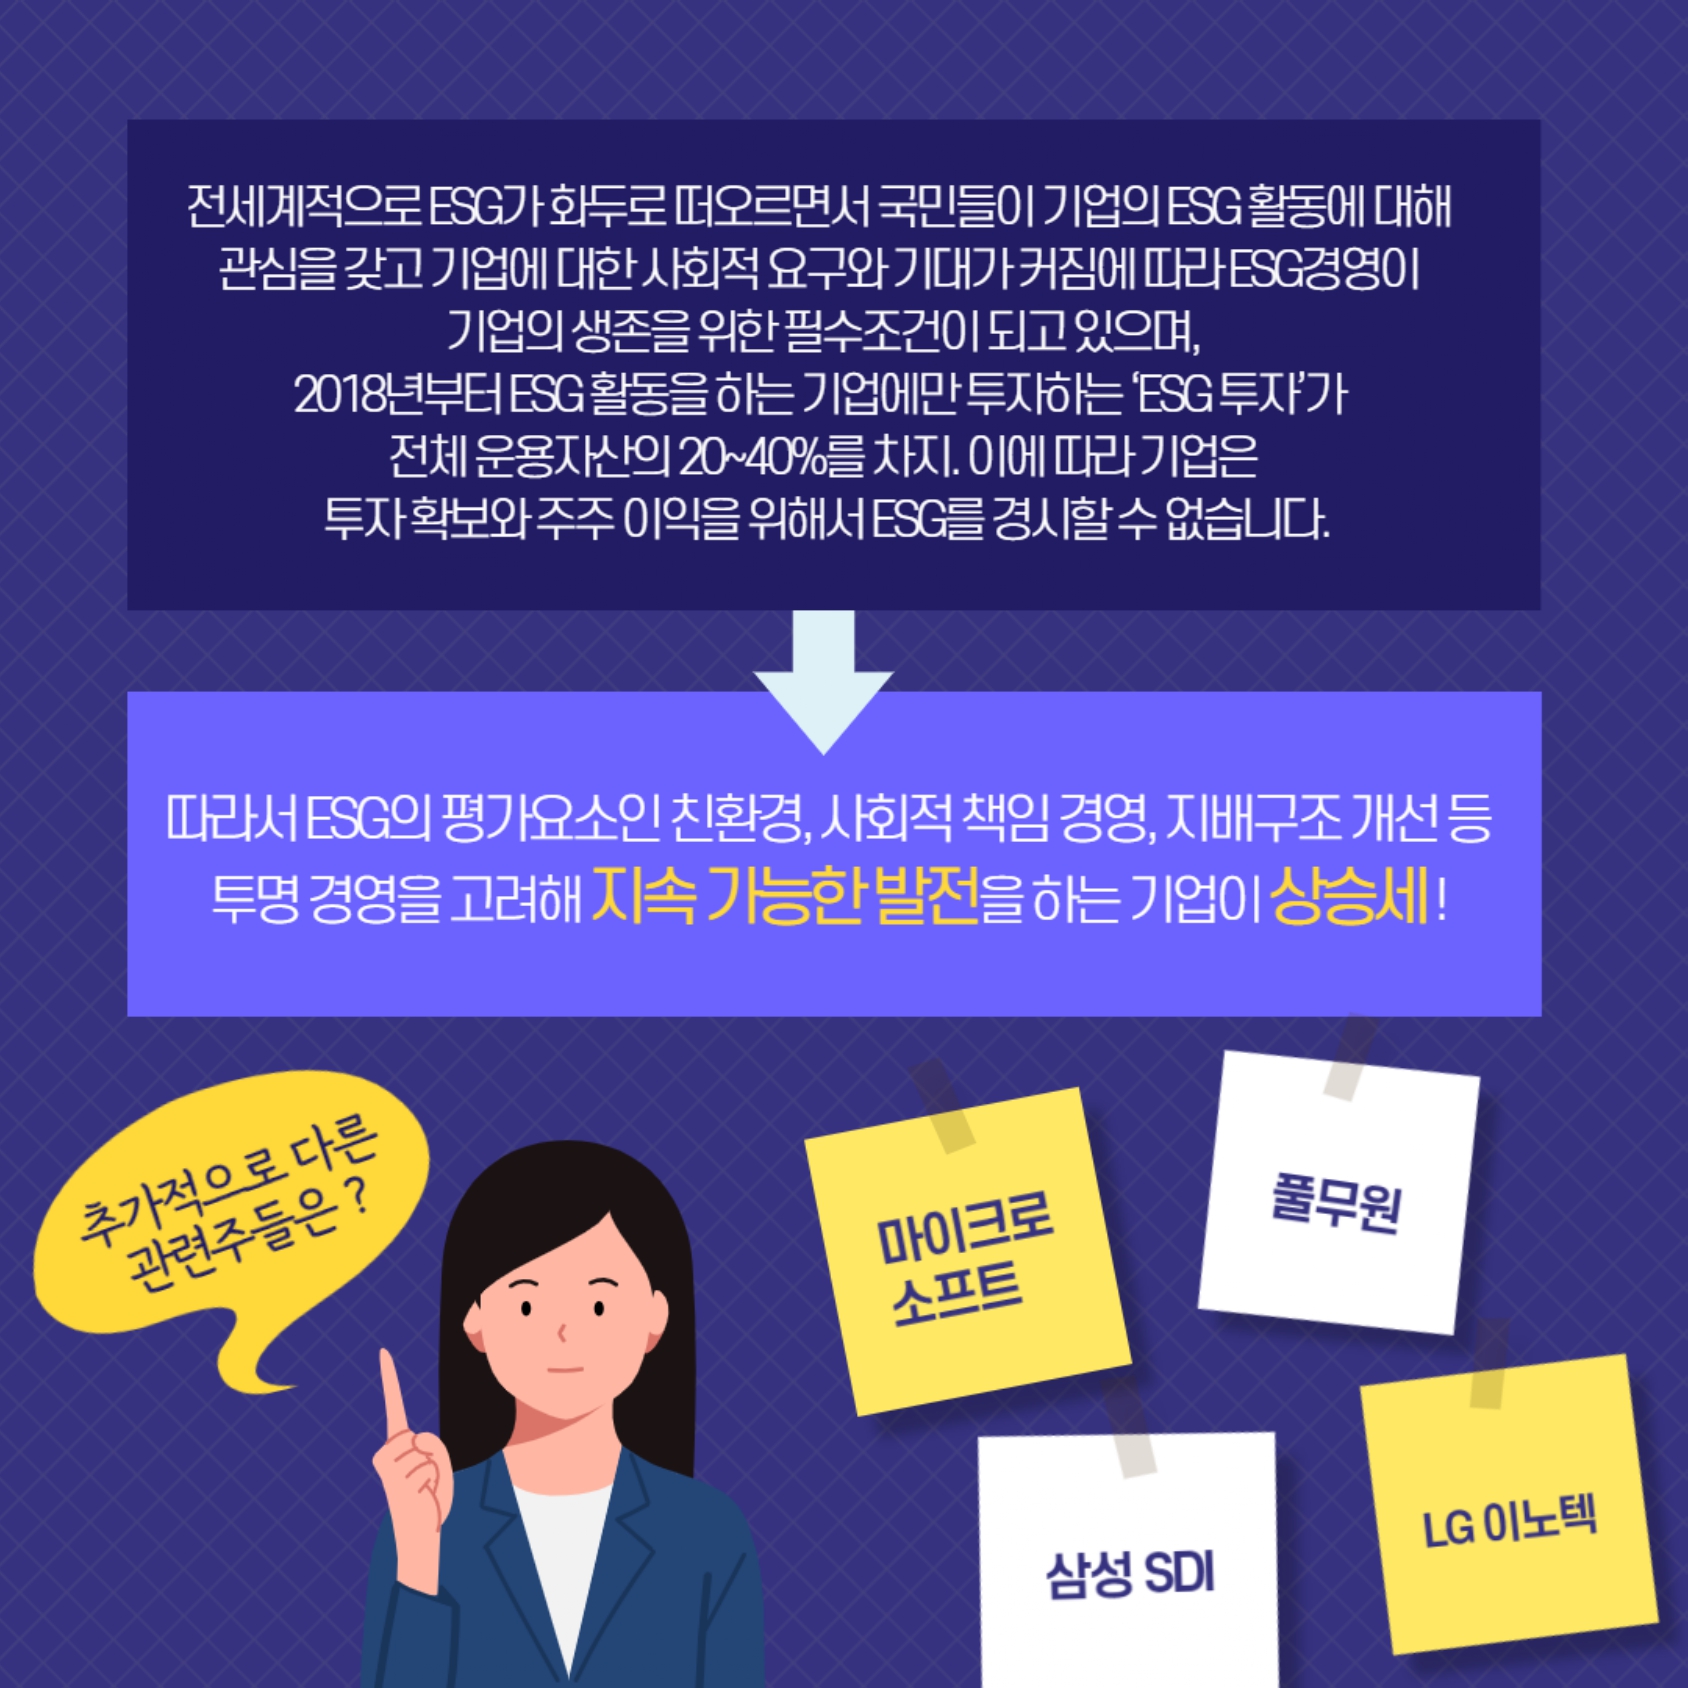 전세계적으로 ESG가 화두로 떠오르면서 국민들이 기업의 ESG 활동에 대해
관심을 갖고 기업에 대한 사회적 요구와 기대가 커짐에 따라 ESG경영이
기업의 생존을 위한 필수조건이 되고 있으며,
2018년부터 ESG 활동을 하는 기업에만 투자하는 ‘ESG 투자’가
전체 운용자산의 20~40%를 차지. 이에 따라 기업은
투자 확보와 주주 이익을 위해서 ESG를 경시할 수 없습니다.
따라서 ESG의 평가요소인 친환경, 사회적 책임 경영, 지배구조 개선 등
투명 경영을 고려해 지속 가능한 발전을 하는 기업이 상승세 !
추가적으로 다른
관련주들은 ?
마이크로
소프트
풀무원
삼성 SDI
LG 이노텍